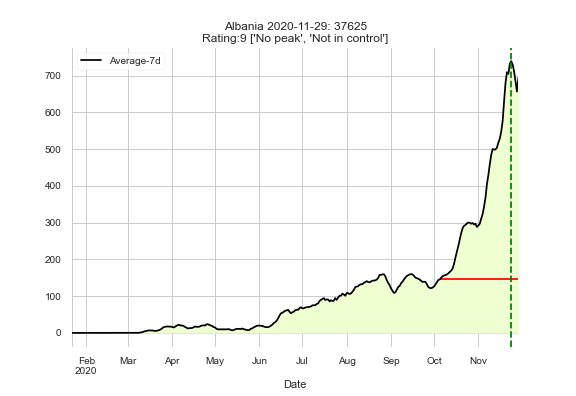 Albania 2020-11-29: 37625
Rating:9 ['No peak', 'Not in control']
Average-7d
700
600
500
400
300
200
100
0
Feb Mar Apr May Jun Jul Aug Sep Oct Nov
2020
Date